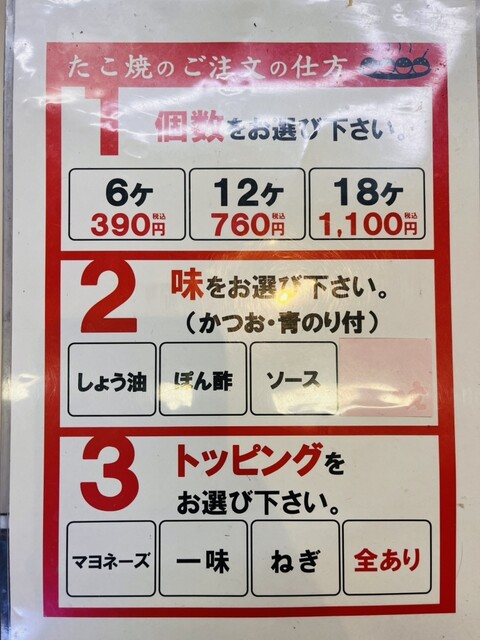 たこ焼のご注文の仕方
1 個数をお選び下さい。
6ケ 12ケ 18ケ
390円税込 760円税込 1,100円税込
2 味をお選び下さい。
(かつお・青のり付)
しょう油 ぽん酢 ソース
3 トッピングを
お選び下さい。
マヨネーズ 一味 ねぎ 全あり